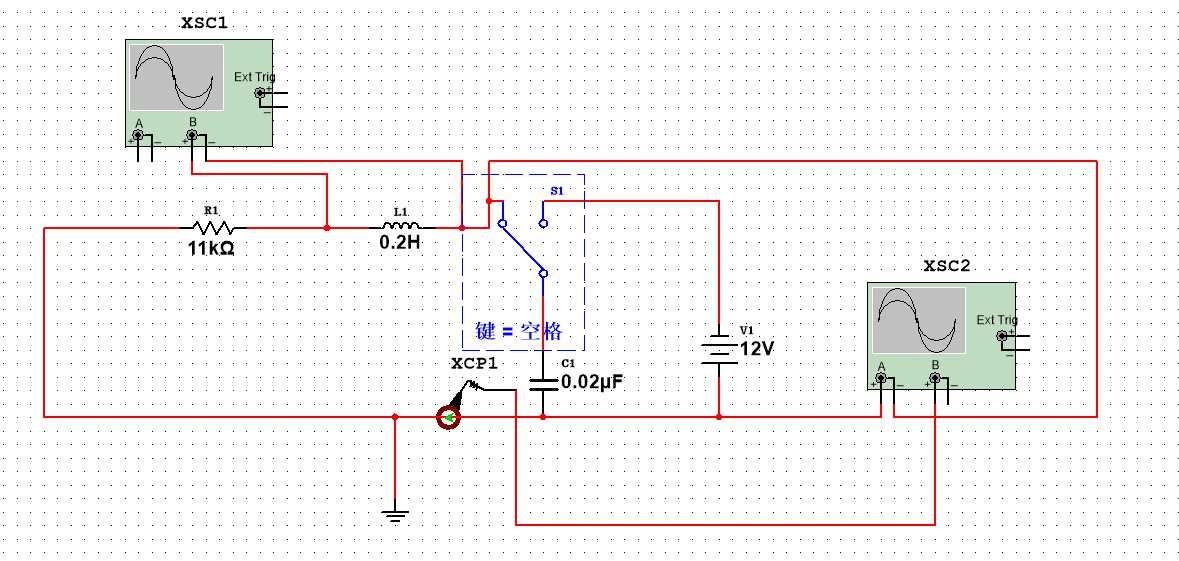 XSC1
Ext Trig
+
−
A
B
+
−
+
−
S1
R1
11kΩ
L1
0.2H
键 = 空格
XSC2
Ext Trig
+
−
A
B
+
−
+
−
V1
12V
XCP1
C1
0.02µF